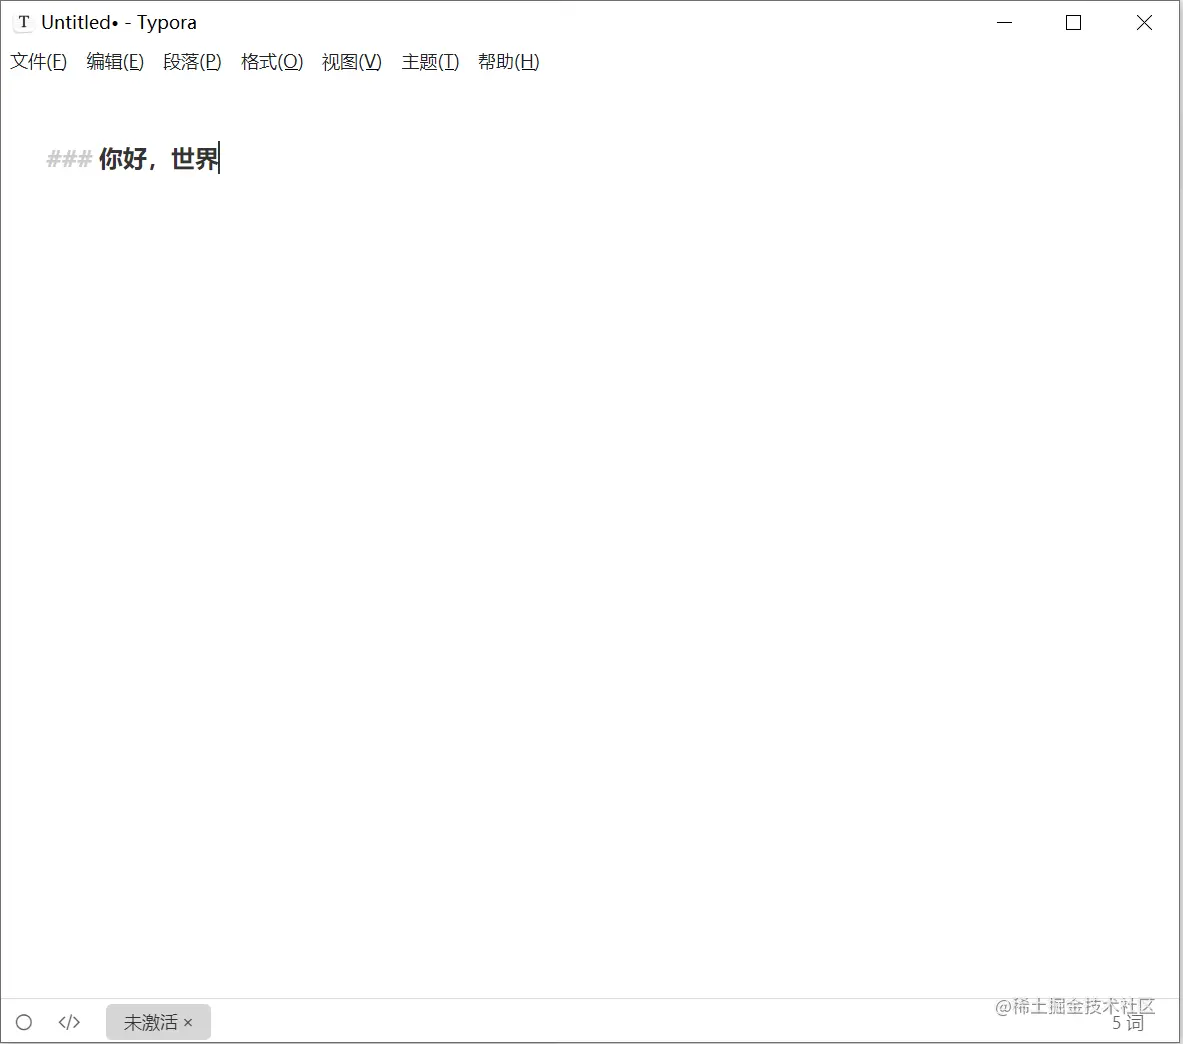 T Untitled• - Typora
文件(F) 编辑(E) 段落(P) 格式(O) 视图(V) 主题(T) 帮助(H)
### 你好，世界
@稀土掘金技术社区
</> 未激活 × 5 词